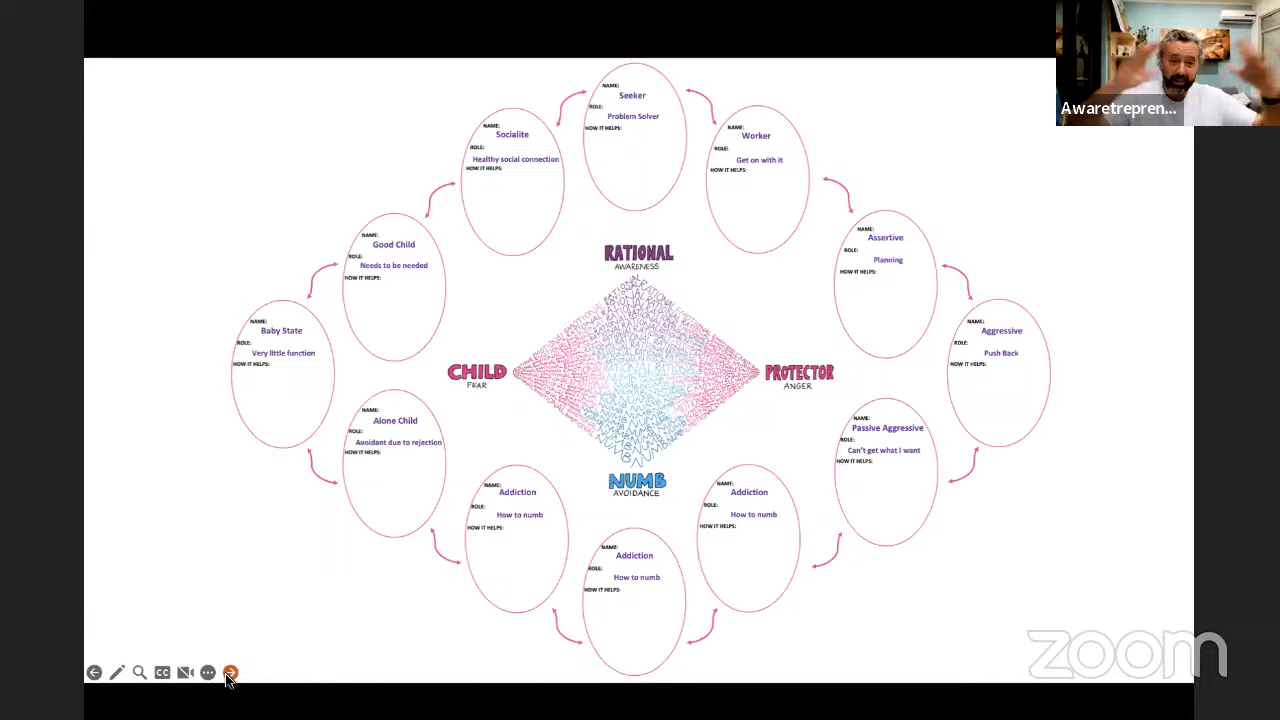 Awaretrepren...
NAME:
Seeker
ROLE:
Problem Solver
HOW IT HELPS:
NAME:
Socialite
ROLE:
Healthy social connection
HOW IT HELPS:
NAME:
Worker
ROLE:
Get on with it
HOW IT HELPS:
NAME:
Good Child
ROLE:
Needs to be needed
HOW IT HELPS:
NAME:
Assertive
ROLE:
Planning
HOW IT HELPS:
RATIONAL
AWARENESS
NAME:
Baby State
ROLE:
Very little function
HOW IT HELPS:
NAME:
Aggressive
ROLE:
Push Back
CHILD
FEAR
PROTECTOR
ANGER
HOW IT HELPS:
NAME:
Alone Child
ROLE:
Avoidant due to rejection
HOW IT HELPS:
NAME:
Passive Aggressive
ROLE:
Can't get what I want
HOW IT HELPS:
NUMB
AVOIDANCE
NAME:
Addiction
ROLE:
How to numb
HOW IT HELPS:
NAME:
Addiction
ROLE:
How to numb
HOW IT HELPS:
NAME:
Addiction
ROLE:
How to numb
HOW IT HELPS:
CC
zoom